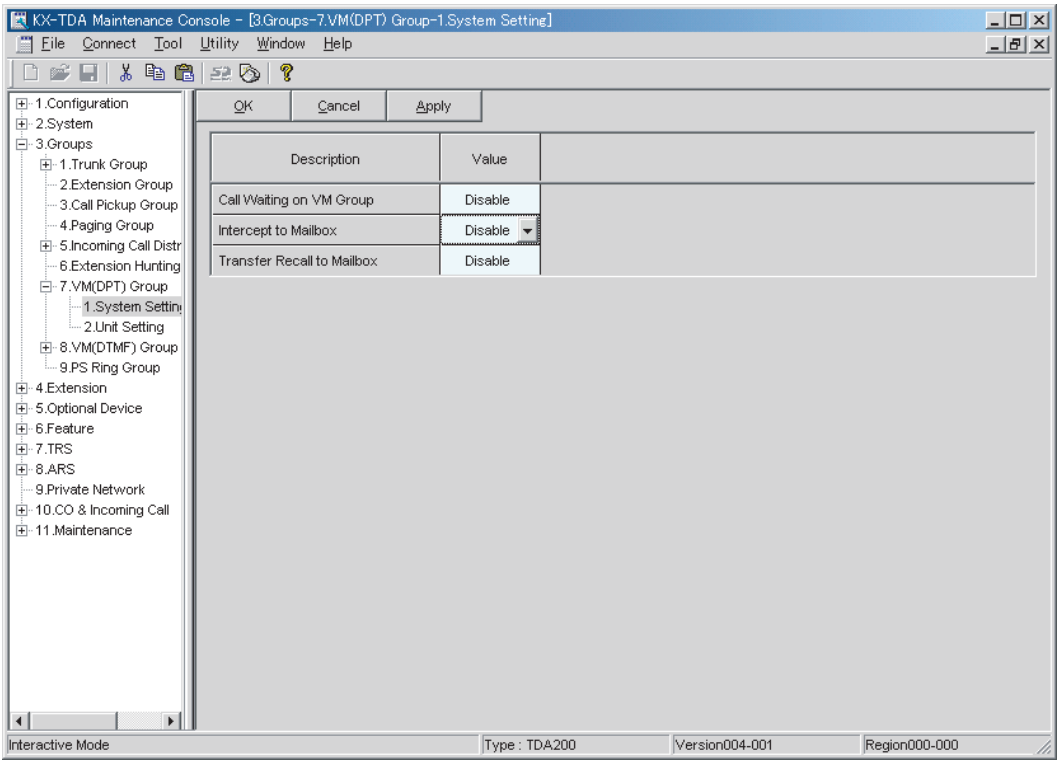 KX-TDA Maintenance Console - [3.Groups-7.VM(DPT) Group-1.System Setting]
File Connect Tool Utility Window Help
1.Configuration
2.System
3.Groups
1.Trunk Group
2.Extension Group
3.Call Pickup Group
4.Paging Group
5.Incoming Call Distr
6.Extension Hunting
7.VM(DPT) Group
1.System Settin
2.Unit Setting
8.VM(DTMF) Group
9.PS Ring Group
4.Extension
5.Optional Device
6.Feature
7.TRS
8.ARS
9.Private Network
10.CO & Incoming Call
11.Maintenance
OK Cancel Apply
Description Value
Call Waiting on VM Group Disable
Intercept to Mailbox Disable
Transfer Recall to Mailbox Disable
Interactive Mode Type : TDA200 Version004-001 Region000-000